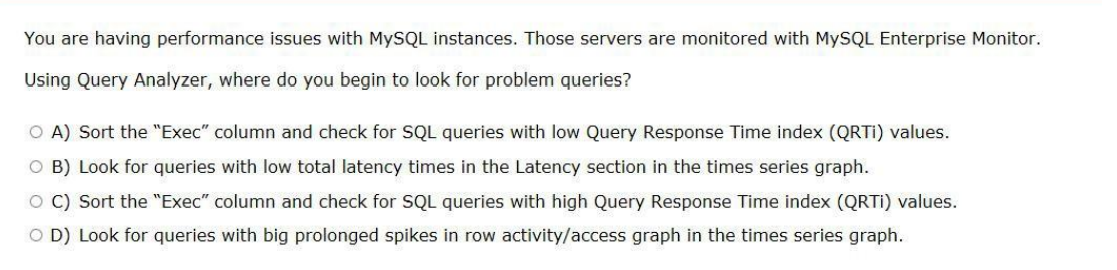 You are having performance issues with MySQL instances. Those servers are monitored with MySQL Enterprise Monitor.
Using Query Analyzer, where do you begin to look for problem queries?
A) Sort the "Exec" column and check for SQL queries with low Query Response Time index (QRTi) values.
B) Look for queries with low total latency times in the Latency section in the times series graph.
C) Sort the "Exec" column and check for SQL queries with high Query Response Time index (QRTi) values.
D) Look for queries with big prolonged spikes in row activity/access graph in the times series graph.